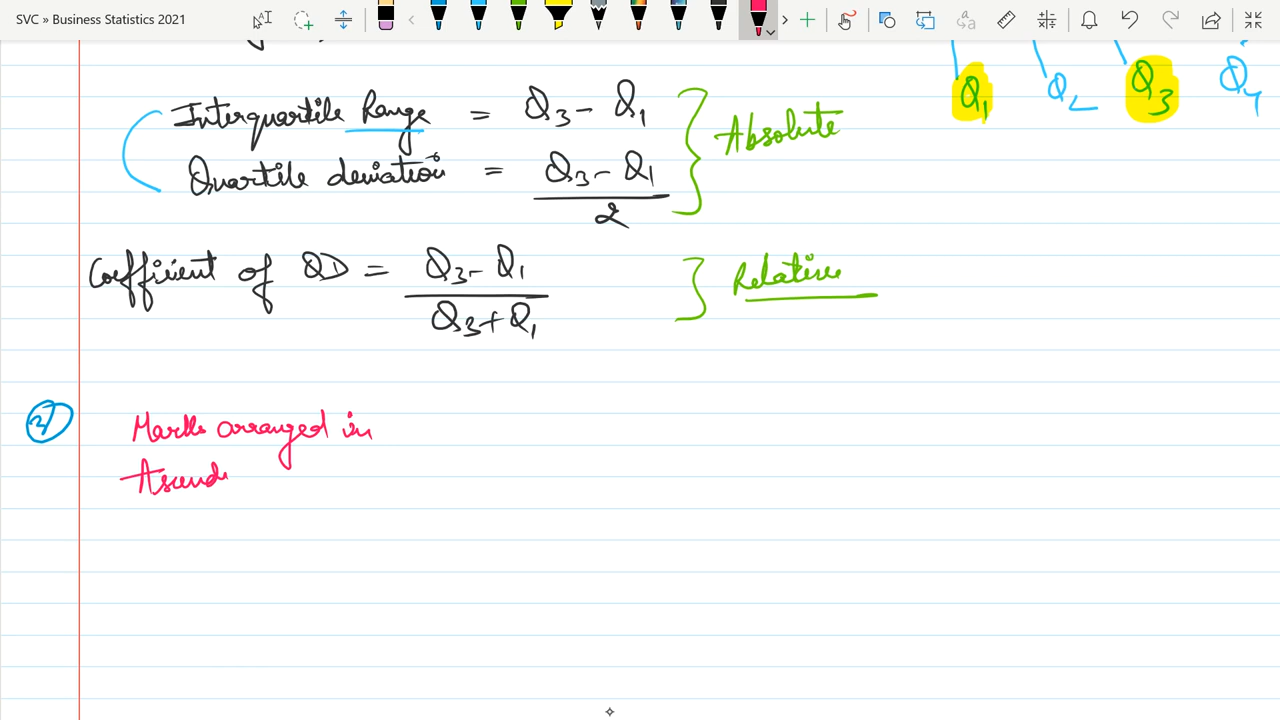 SVC » Business Statistics 2021
Q1 Q2 Q3 Q4
Interquartile Range = Q3 - Q1
Absolute
Quartile deviation = Q3 - Q1 / 2
Coefficient of QD = Q3 - Q1 / Q3 + Q1
Relative
Marks arranged in
Ascend